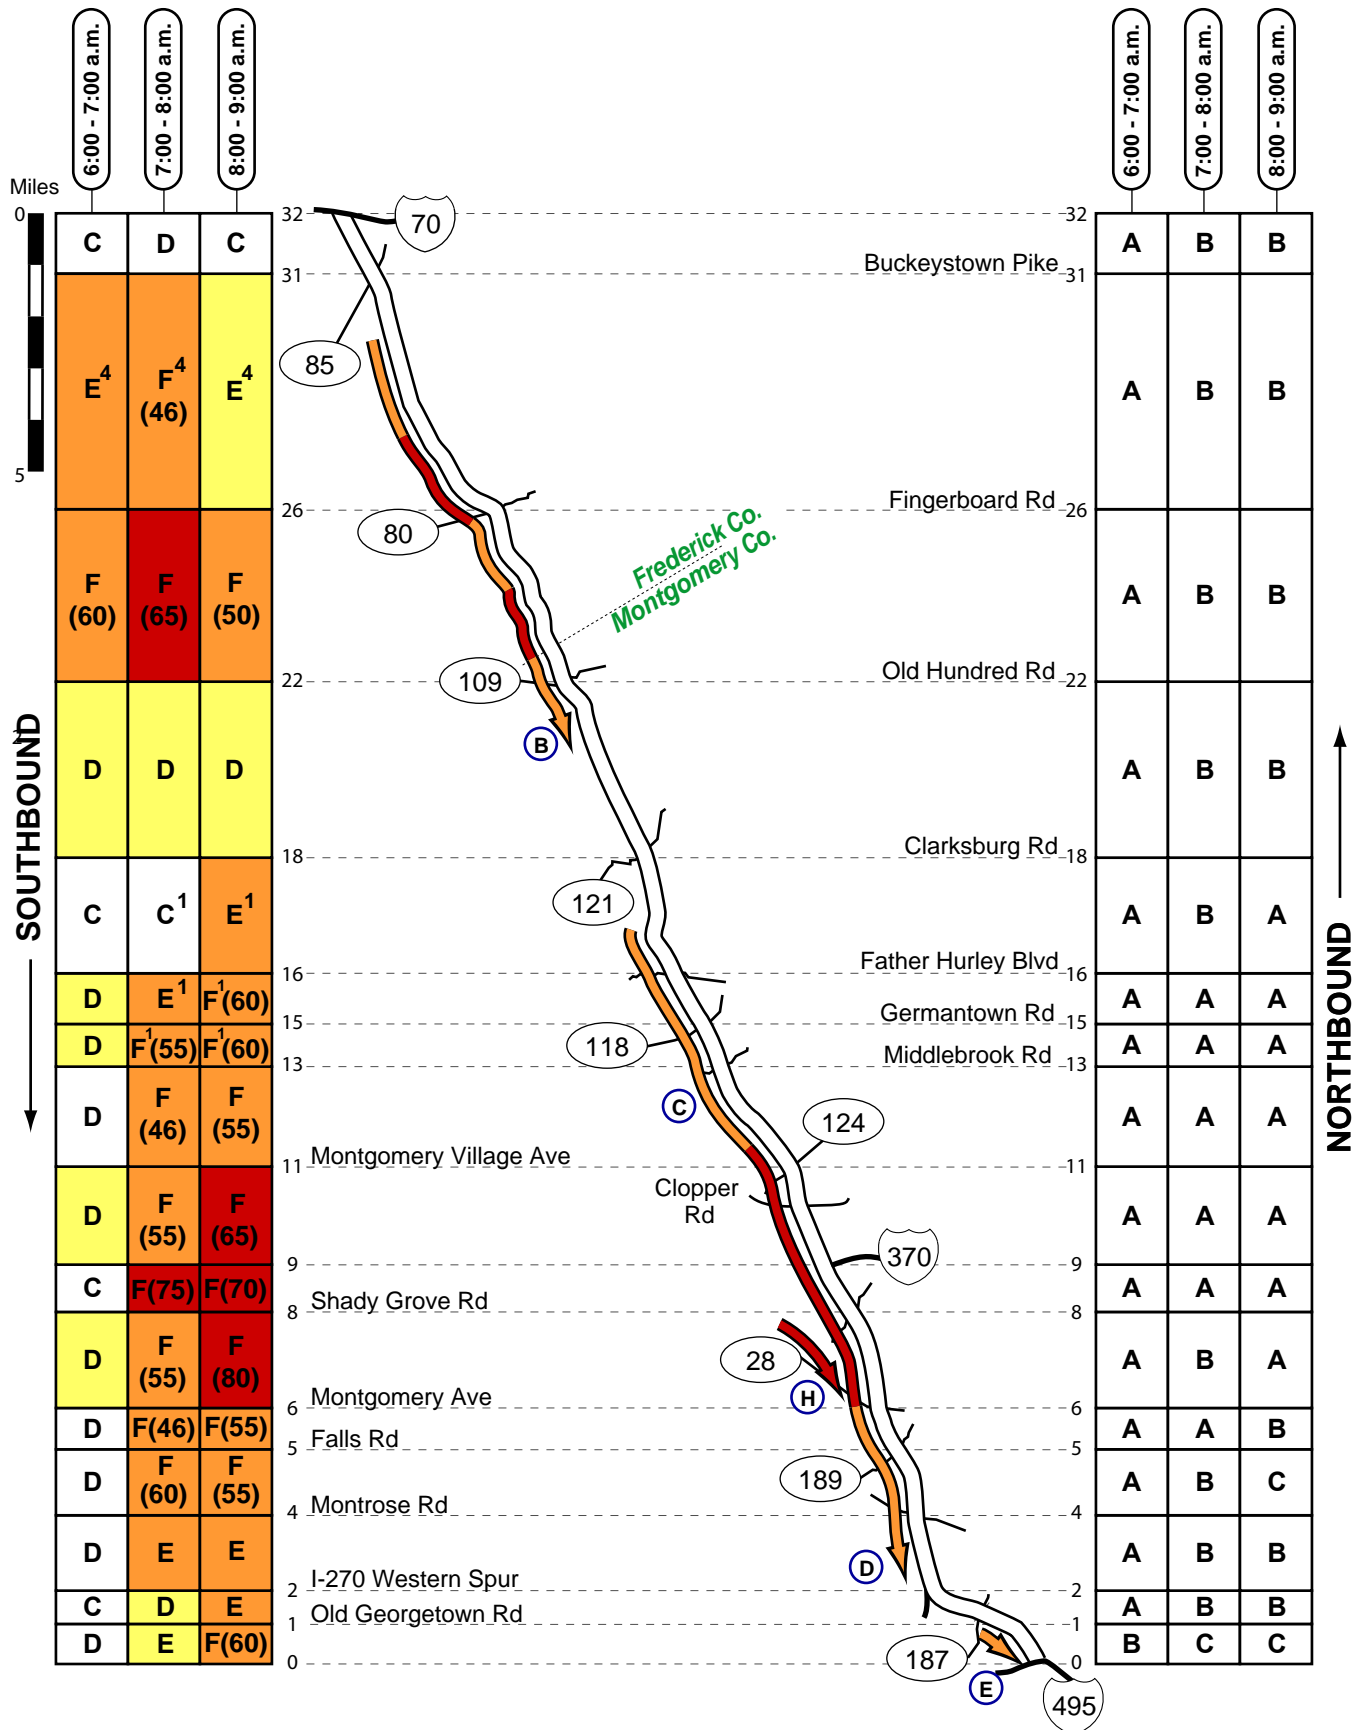 6:00 - 7:00 a.m.
7:00 - 8:00 a.m.
8:00 - 9:00 a.m.
6:00 - 7:00 a.m.
7:00 - 8:00 a.m.
8:00 - 9:00 a.m.
Miles
0
5
SOUTHBOUND
2
NORTHBOUND
32 70 32
C D C A B B
Buckeystown Pike
31 31
85
E4 F4 (46) E4 A B B
Fingerboard Rd
26 26
80
Frederick Co.
Montgomery Co.
F (60) F (65) F (50) A B B
Old Hundred Rd
22 22
109
B
D D D A B B
Clarksburg Rd
18 18
121
C C1 E1 A B A
Father Hurley Blvd
16 16
D E1 F1(60) A A A
Germantown Rd
15 15
118
D F1(55) F1(60) A A A
Middlebrook Rd
13 13
C
124
D F (46) F (55) A A A
11 Montgomery Village Ave 11
Clopper
Rd
D F (55) F (65) A A A
370
9 9
C F(75) F(70) A A A
Shady Grove Rd
8 8
28
H
D F (55) F (80) A B A
Montgomery Ave
6 6
D F(46) F(55) A A B
Falls Rd
5 5
189
D F (60) F (55) A B C
Montrose Rd
4 4
D
D E E A B B
I-270 Western Spur
2 2
C D E A B B
Old Georgetown Rd
1 1
187
D E F(60) B C C
0 0
E
495